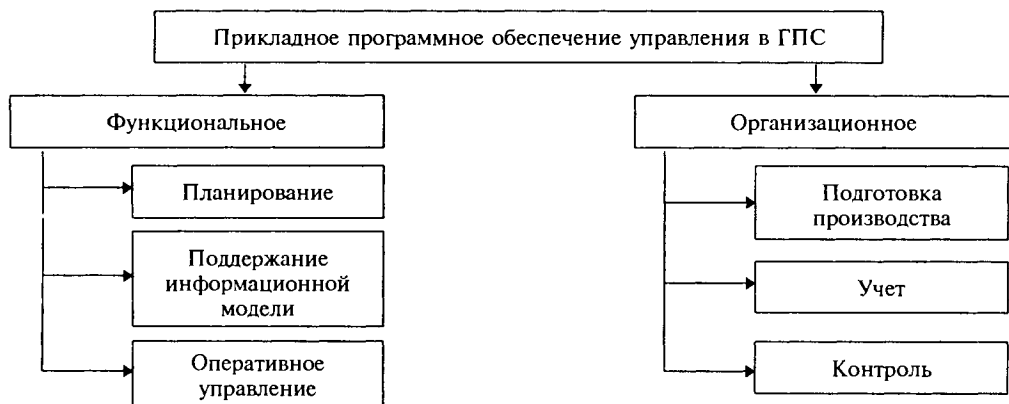 Прикладное программное обеспечение управления в ГПС
Функциональное
Планирование
Поддержание
информационной
модели
Оперативное
управление
Организационное
Подготовка
производства
Учет
Контроль